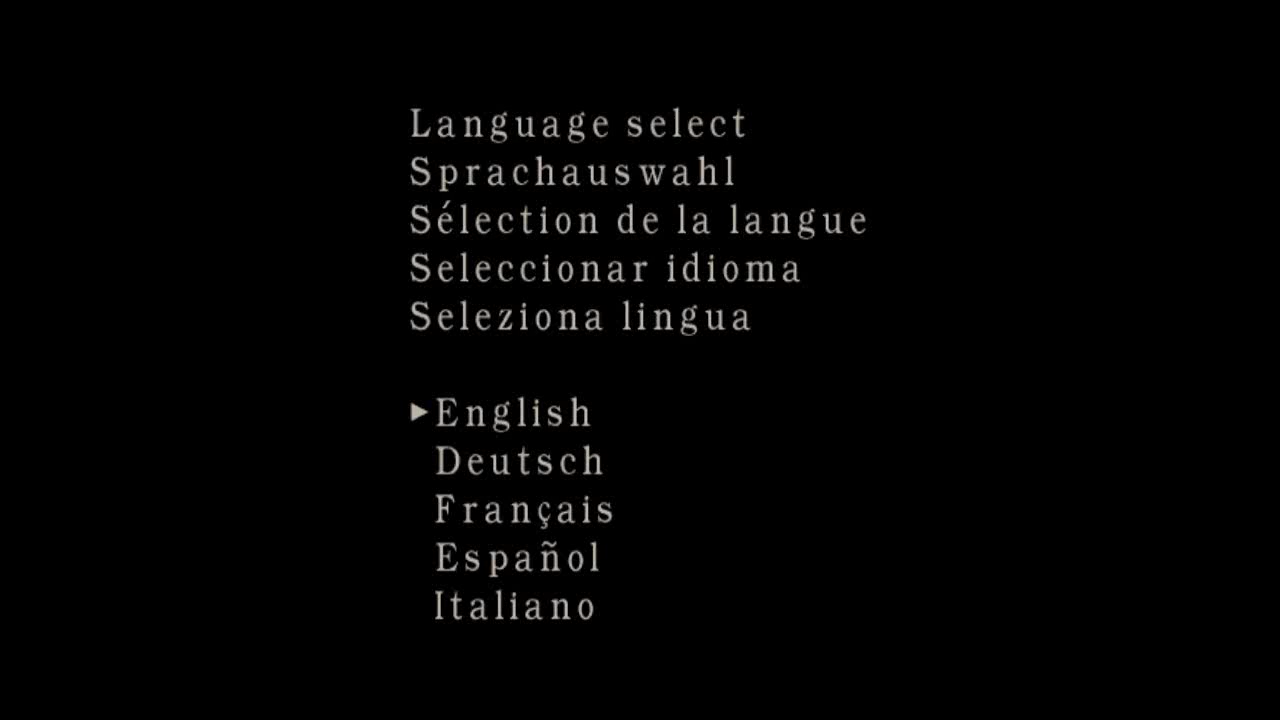 Language select
Sprachauswahl
Sélection de la langue
Seleccionar idioma
Seleziona lingua
►English
Deutsch
Français
Español
Italiano